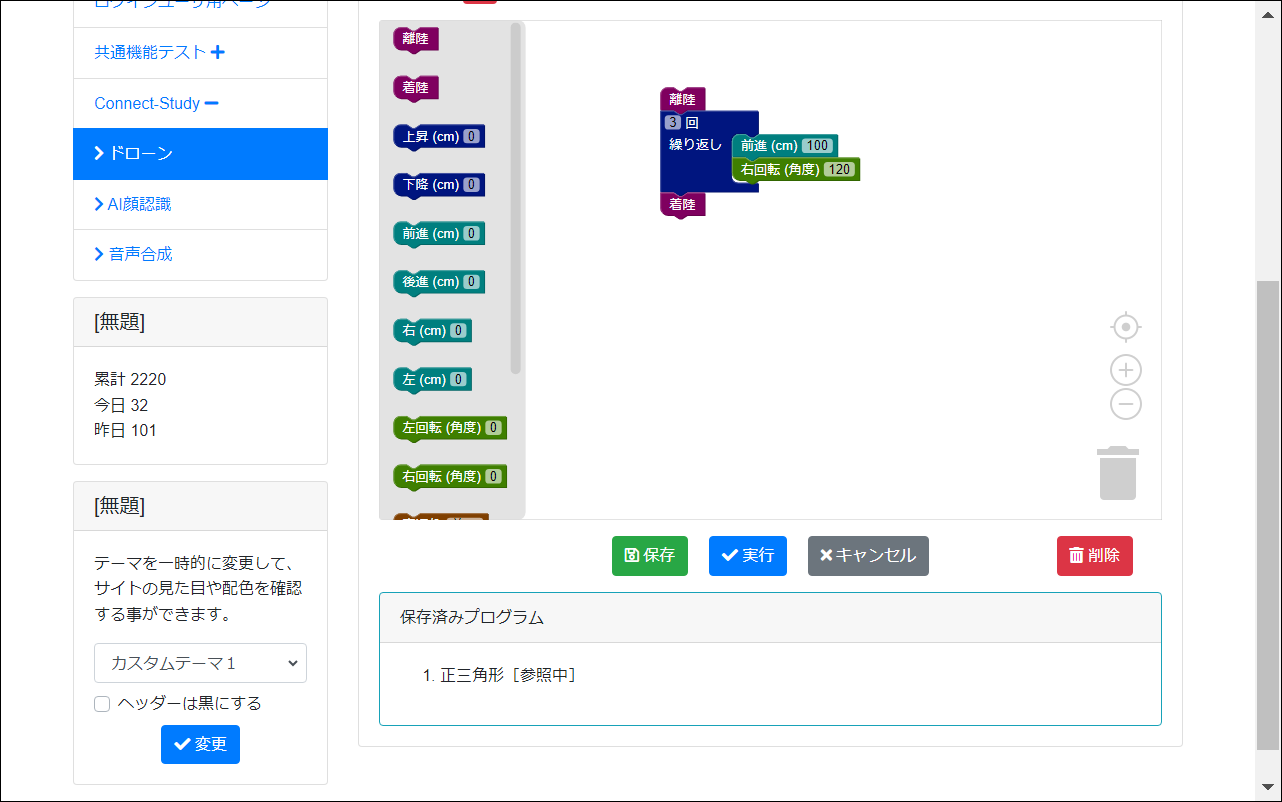 共通機能テスト
Connect-Study
ドローン
AI顔認識
音声合成
[無題]
累計 2220
今日 32
昨日 101
[無題]
テーマを一時的に変更して、
サイトの見た目や配色を確認
する事ができます。
カスタムテーマ１
ヘッダーは黒にする
変更
離陸
着陸
上昇 (cm) 0
下降 (cm) 0
前進 (cm) 0
後進 (cm) 0
右 (cm) 0
左 (cm) 0
左回転 (角度) 0
右回転 (角度) 0
離陸
3 回
繰り返し
前進 (cm) 100
右回転 (角度) 120
着陸
保存
実行
キャンセル
削除
保存済みプログラム
1. 正三角形［参照中］